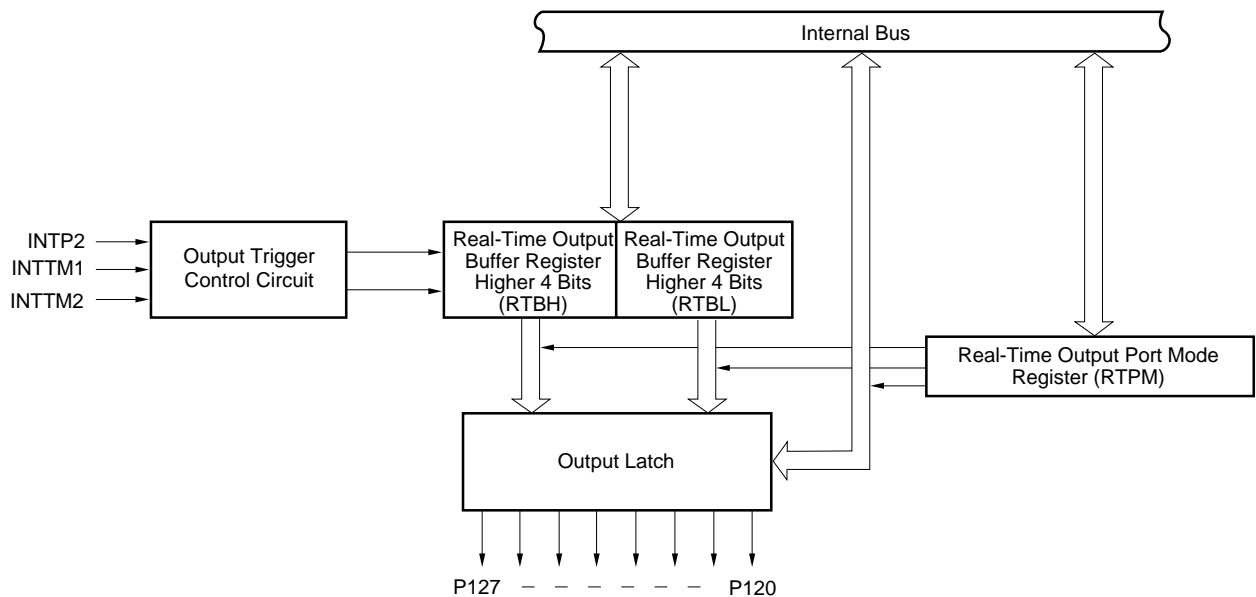 Internal Bus
INTP2
INTTM1
INTTM2
Output Trigger
Control Circuit
Real-Time Output
Buffer Register
Higher 4 Bits
(RTBH)
Real-Time Output
Buffer Register
Higher 4 Bits
(RTBL)
Real-Time Output Port Mode
Register (RTPM)
Output Latch
P127 – – – – – – P120